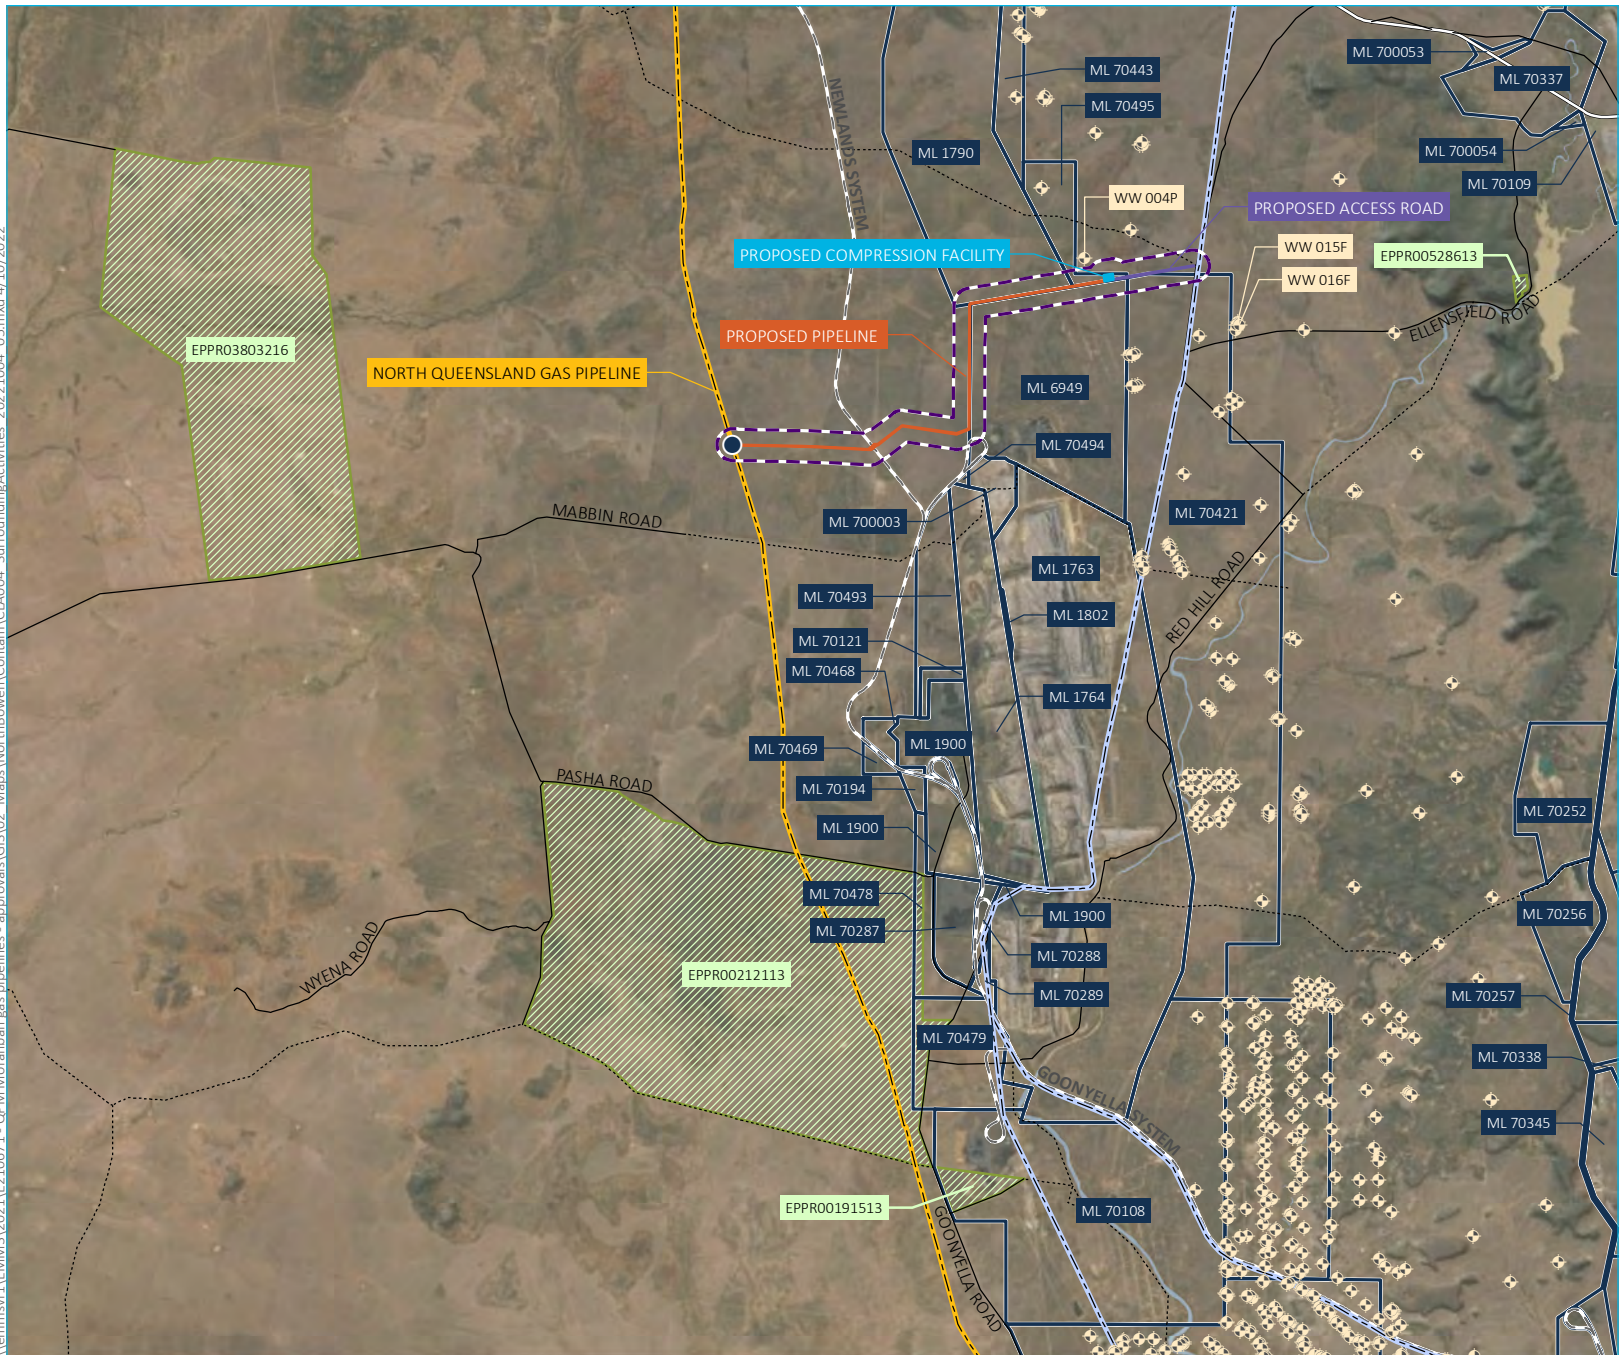 ML 700053
ML 70337
ML 70443
ML 70495
NEWLANDS SYSTEM
ML 1790
ML 700054
ML 70109
WW 004P
PROPOSED ACCESS ROAD
PROPOSED COMPRESSION FACILITY
WW 015F
EPPR00528613
WW 016F
ELLENSFIELD ROAD
PROPOSED PIPELINE
EPPR03803216
NORTH QUEENSLAND GAS PIPELINE
ML 6949
ML 70494
MABBIN ROAD
ML 700003
ML 70421
ML 1763
RED HILL ROAD
ML 70493
ML 1802
ML 70121
ML 70468
ML 1764
ML 1900
ML 70469
PASHA ROAD
ML 70194
ML 70252
ML 1900
ML 70478
ML 1900
ML 70256
ML 70287
WYENA ROAD
ML 70288
EPPR00212113
ML 70289
ML 70257
ML 70479
ML 70338
GOONYELLA SYSTEM
ML 70345
EPPR00191513
ML 70108
GOONYELLA ROAD